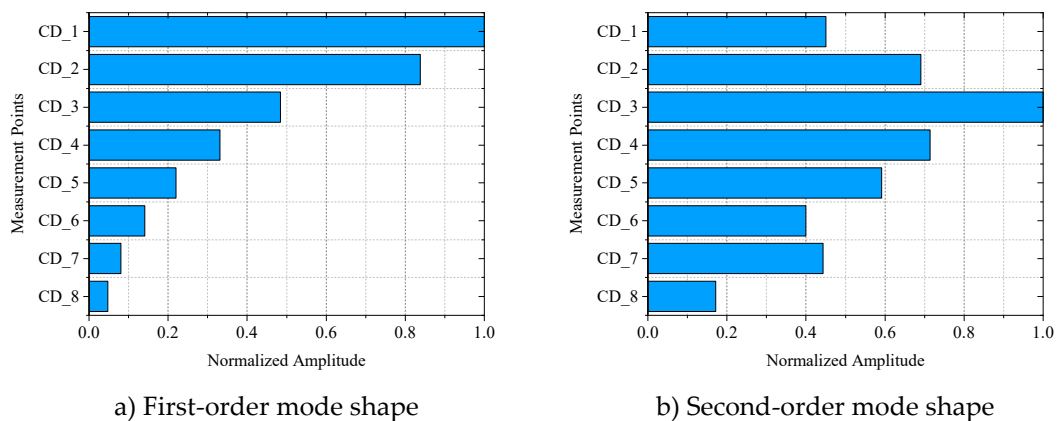 CD_1
CD_2
CD_3
CD_4
CD_5
CD_6
CD_7
CD_8
Measurement Points
0.0 0.2 0.4 0.6 0.8 1.0
Normalized Amplitude
a) First-order mode shape
CD_1
CD_2
CD_3
CD_4
CD_5
CD_6
CD_7
CD_8
Measurement Points
0.0 0.2 0.4 0.6 0.8 1.0
Normalized Amplitude
b) Second-order mode shape